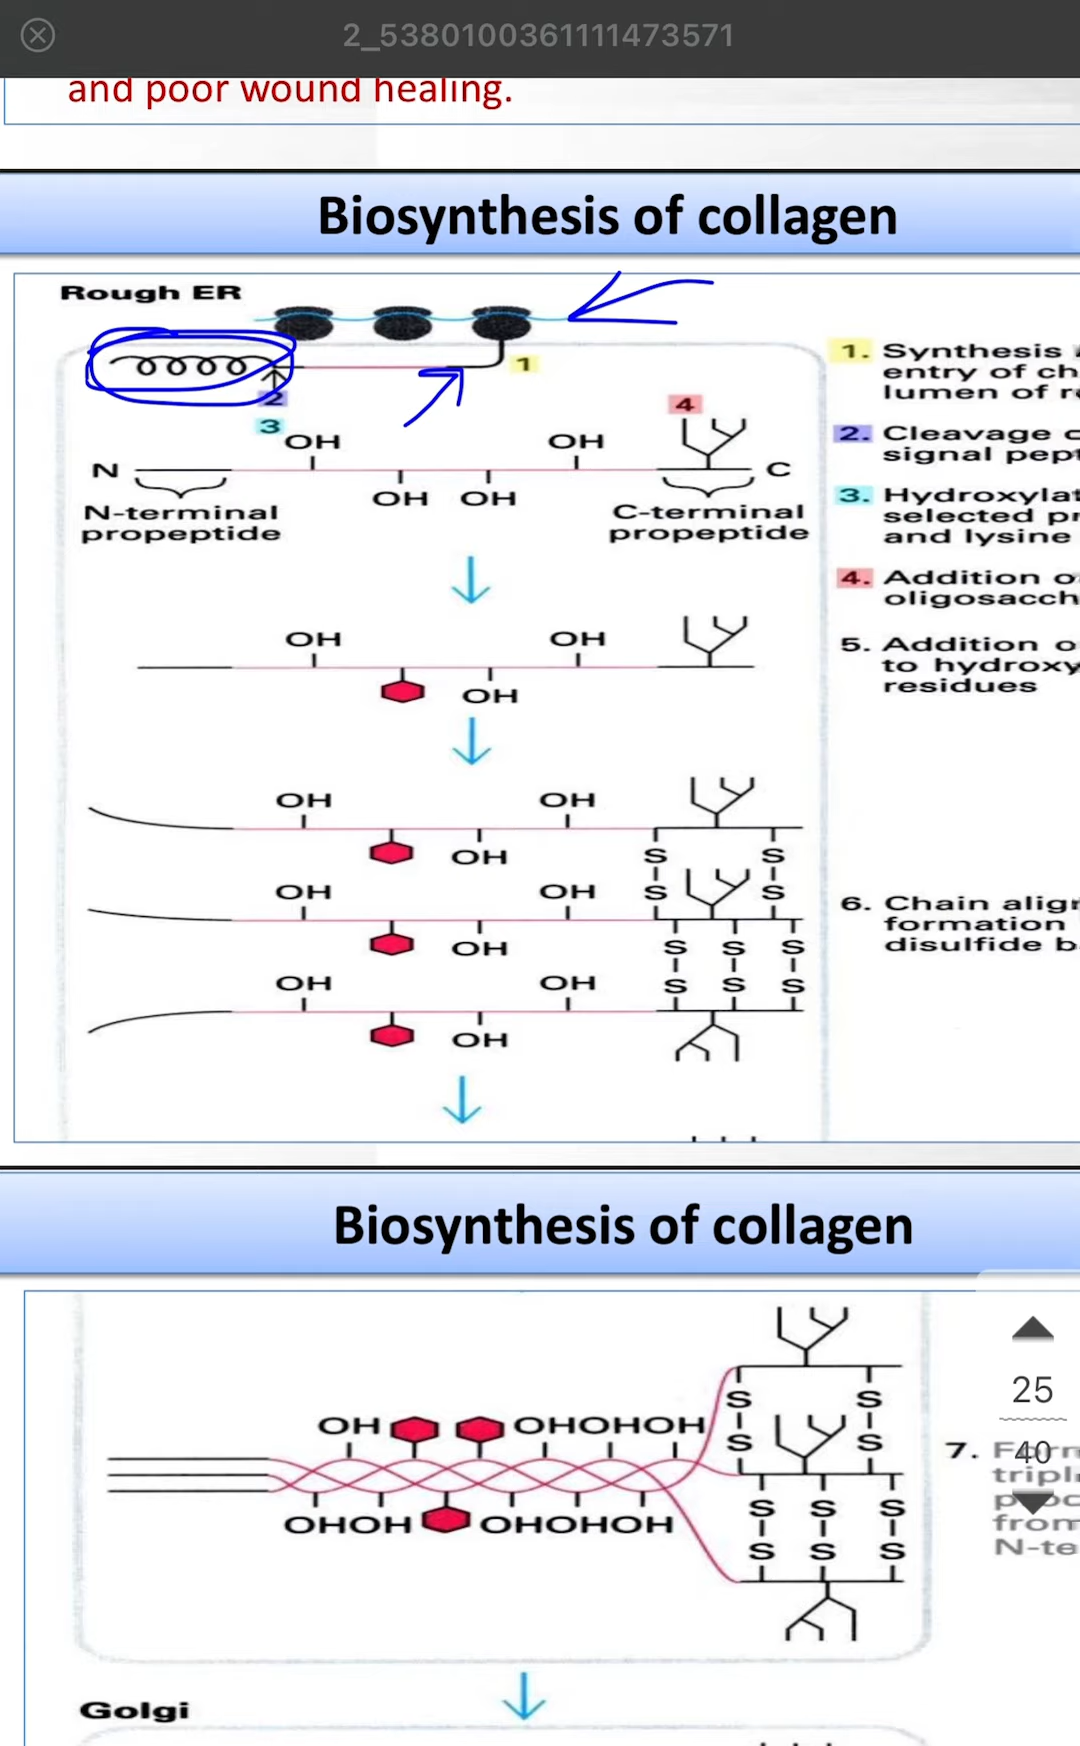 2_5380100361111473571
and poor wound healing.
Biosynthesis of collagen
Rough ER
1
2
3
4
OH
OH
N
C
OH OH
N-terminal
propeptide
C-terminal
propeptide
1. Synthesis
entry of
lumen of
2. Cleavage
signal
3.
selected
and lysine
4. Addition
OH
OH
OH
5. Addition
to
residues
OH
OH
OH
S
S
OH
OH
S
S
OH
S S S
OH
OH
S S S
OH
6. Chain
formation
disulfide
Biosynthesis of collagen
25
40
S
S
OH
OHOHOH
S
S
S S S
OHOH
OHOHOH
S S S
7.
from
Golgi